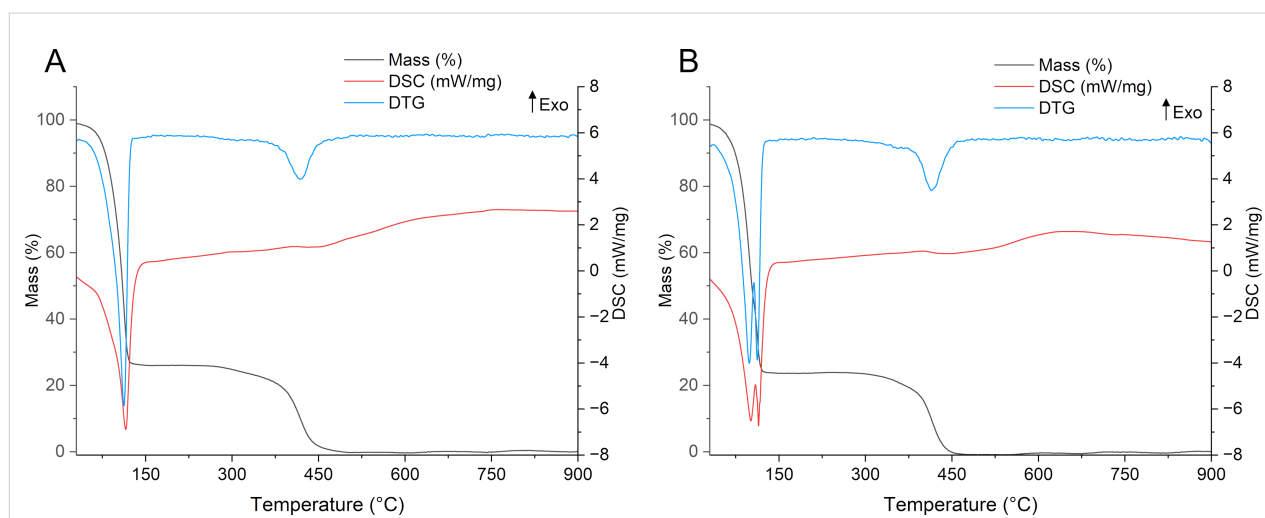 A
Mass (%)
DSC (mW/mg)
DTG
Exo
8
100
6
80
4
2
60
0
40
−2
−4
20
−6
0
−8
150
300
450
600
750
900
Mass (%)
DSC (mW/mg)
Temperature (°C)
B
Mass (%)
DSC (mW/mg)
DTG
Exo
8
100
6
80
4
2
60
0
40
−2
−4
20
−6
0
−8
150
300
450
600
750
900
Mass (%)
DSC (mW/mg)
Temperature (°C)